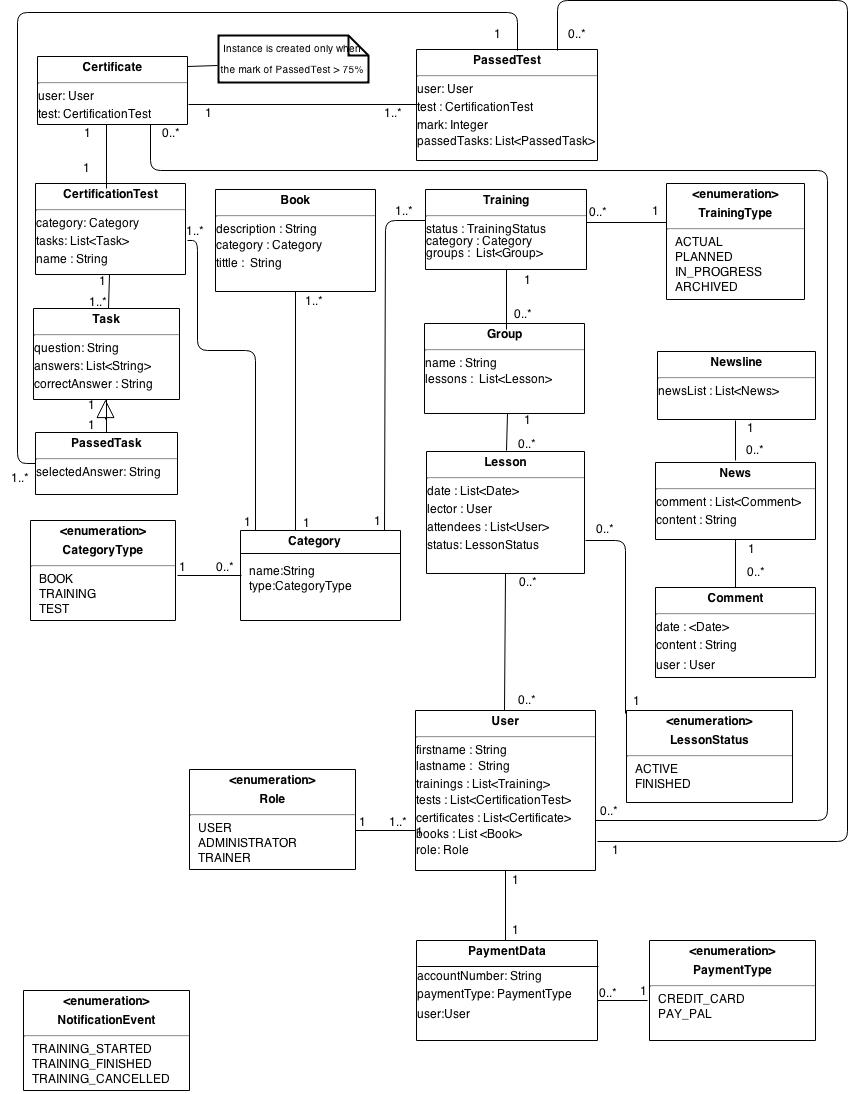 1
0..*
Certificate
user: User
test: CertificationTest
Instance is created only when
the mark of PassedTest > 75%
PassedTest
user: User
test : CertificationTest
mark: Integer
passedTasks: List<PassedTask>
1
1..*
1
0..*
1
CertificationTest
category: Category
tasks: List<Task>
name : String
1..*
Book
description : String
category : Category
tittle : String
1..*
1..*
Training
status : TrainingStatus
category : Category
groups : List<Group>
0..*
1
<enumeration>
TrainingType
ACTUAL
PLANNED
IN_PROGRESS
ARCHIVED
1
1..*
1
0..*
Task
question: String
answers: List<String>
correctAnswer : String
1
1
Group
name : String
lessons : List<Lesson>
1
0..*
Newsline
newsList : List<News>
1
0..*
PassedTask
selectedAnswer: String
1..*
Lesson
date : List<Date>
lector : User
attendees : List<User>
status: LessonStatus
0..*
0..*
1
News
comment : List<Comment>
content : String
1
0..*
<enumeration>
CategoryType
BOOK
TRAINING
TEST
1
0..*
1
1
1
Category
name:String
type:CategoryType
Comment
date : <Date>
content : String
user : User
0..*
User
firstname : String
lastname : String
trainings : List<Training>
tests : List<CertificationTest>
certificates : List<Certificate>
books : List <Book>
role: Role
<enumeration>
LessonStatus
ACTIVE
FINISHED
0..*
1
<enumeration>
Role
USER
ADMINISTRATOR
TRAINER
1
1..*
1
1
1
PaymentData
accountNumber: String
paymentType: PaymentType
user:User
0..*
1
<enumeration>
PaymentType
CREDIT_CARD
PAY_PAL
<enumeration>
NotificationEvent
TRAINING_STARTED
TRAINING_FINISHED
TRAINING_CANCELLED